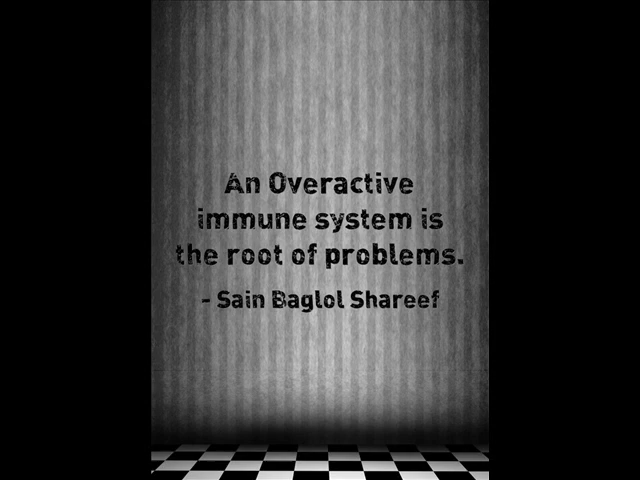 An Overactive
immune system is
the root of problems.
- Sain Baglol Shareef